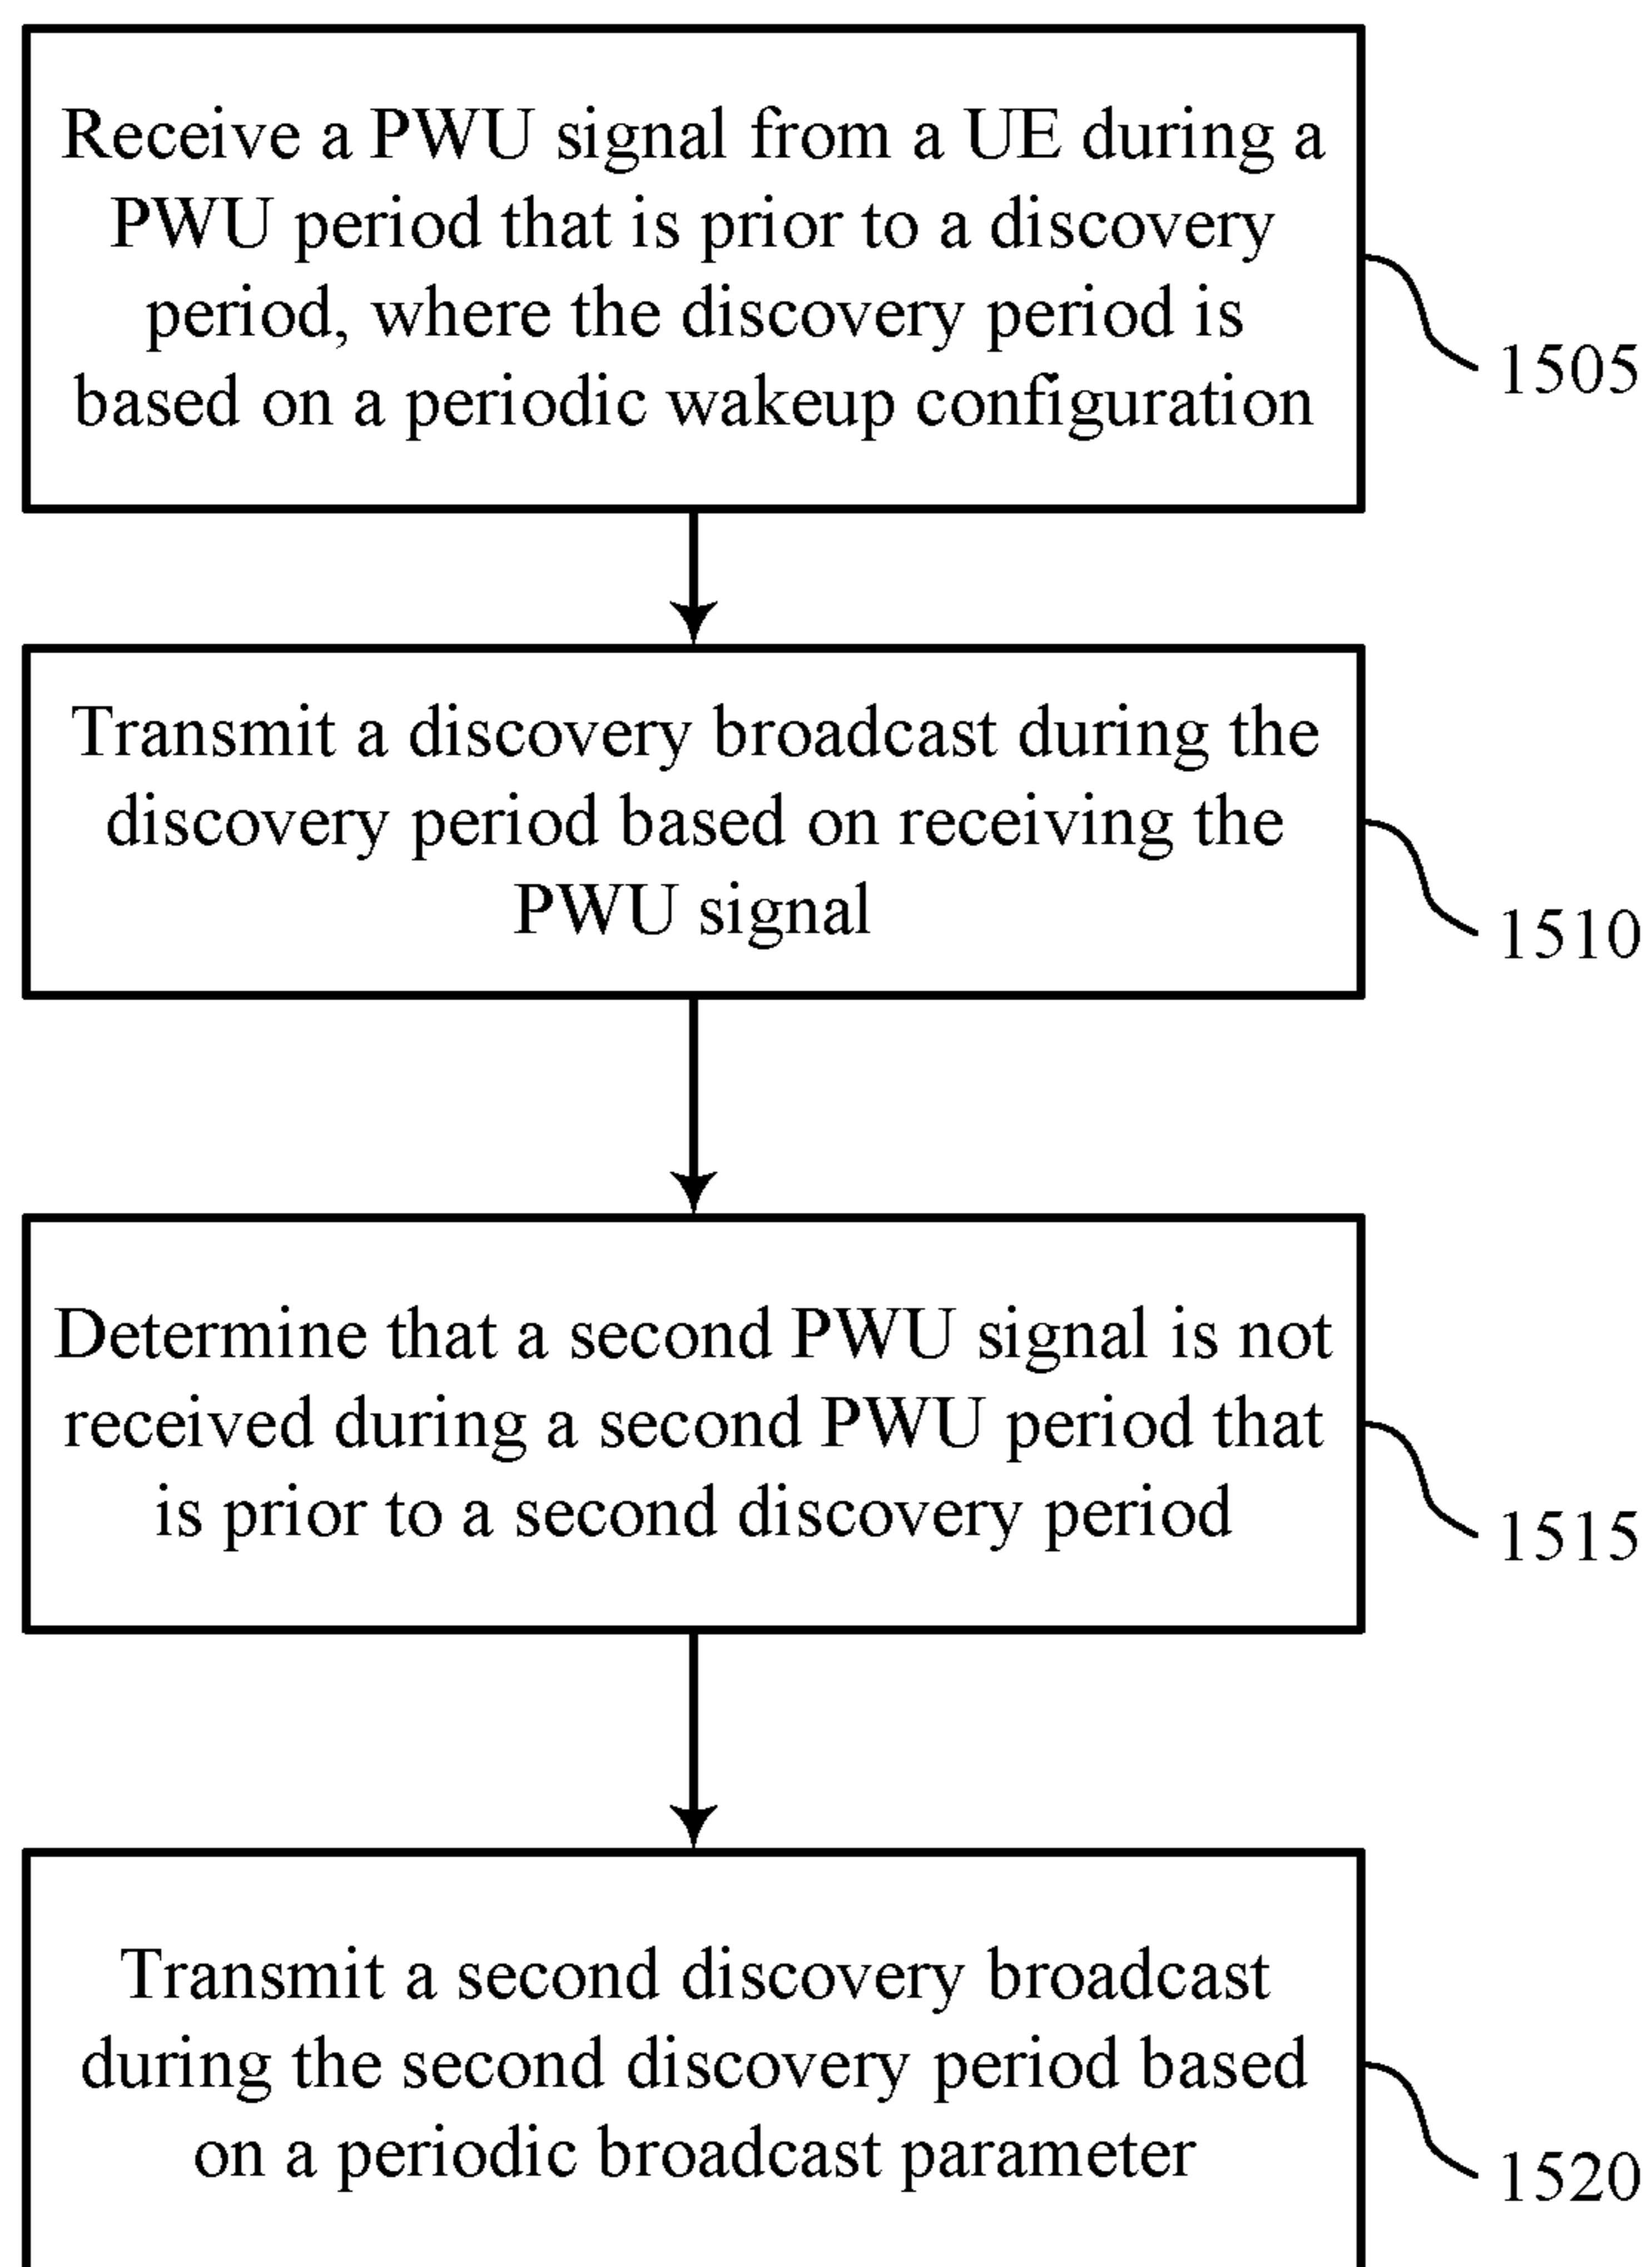 Receive a PWU signal from a UE during a
PWU period that is prior to a discovery
period, where the discovery period is
based on a periodic wakeup configuration
1505
Transmit a discovery broadcast during the
discovery period based on receiving the
PWU signal
1510
Determine that a second PWU signal is not
received during a second PWU period that
is prior to a second discovery period
1515
Transmit a second discovery broadcast
during the second discovery period based
on a periodic broadcast parameter
1520